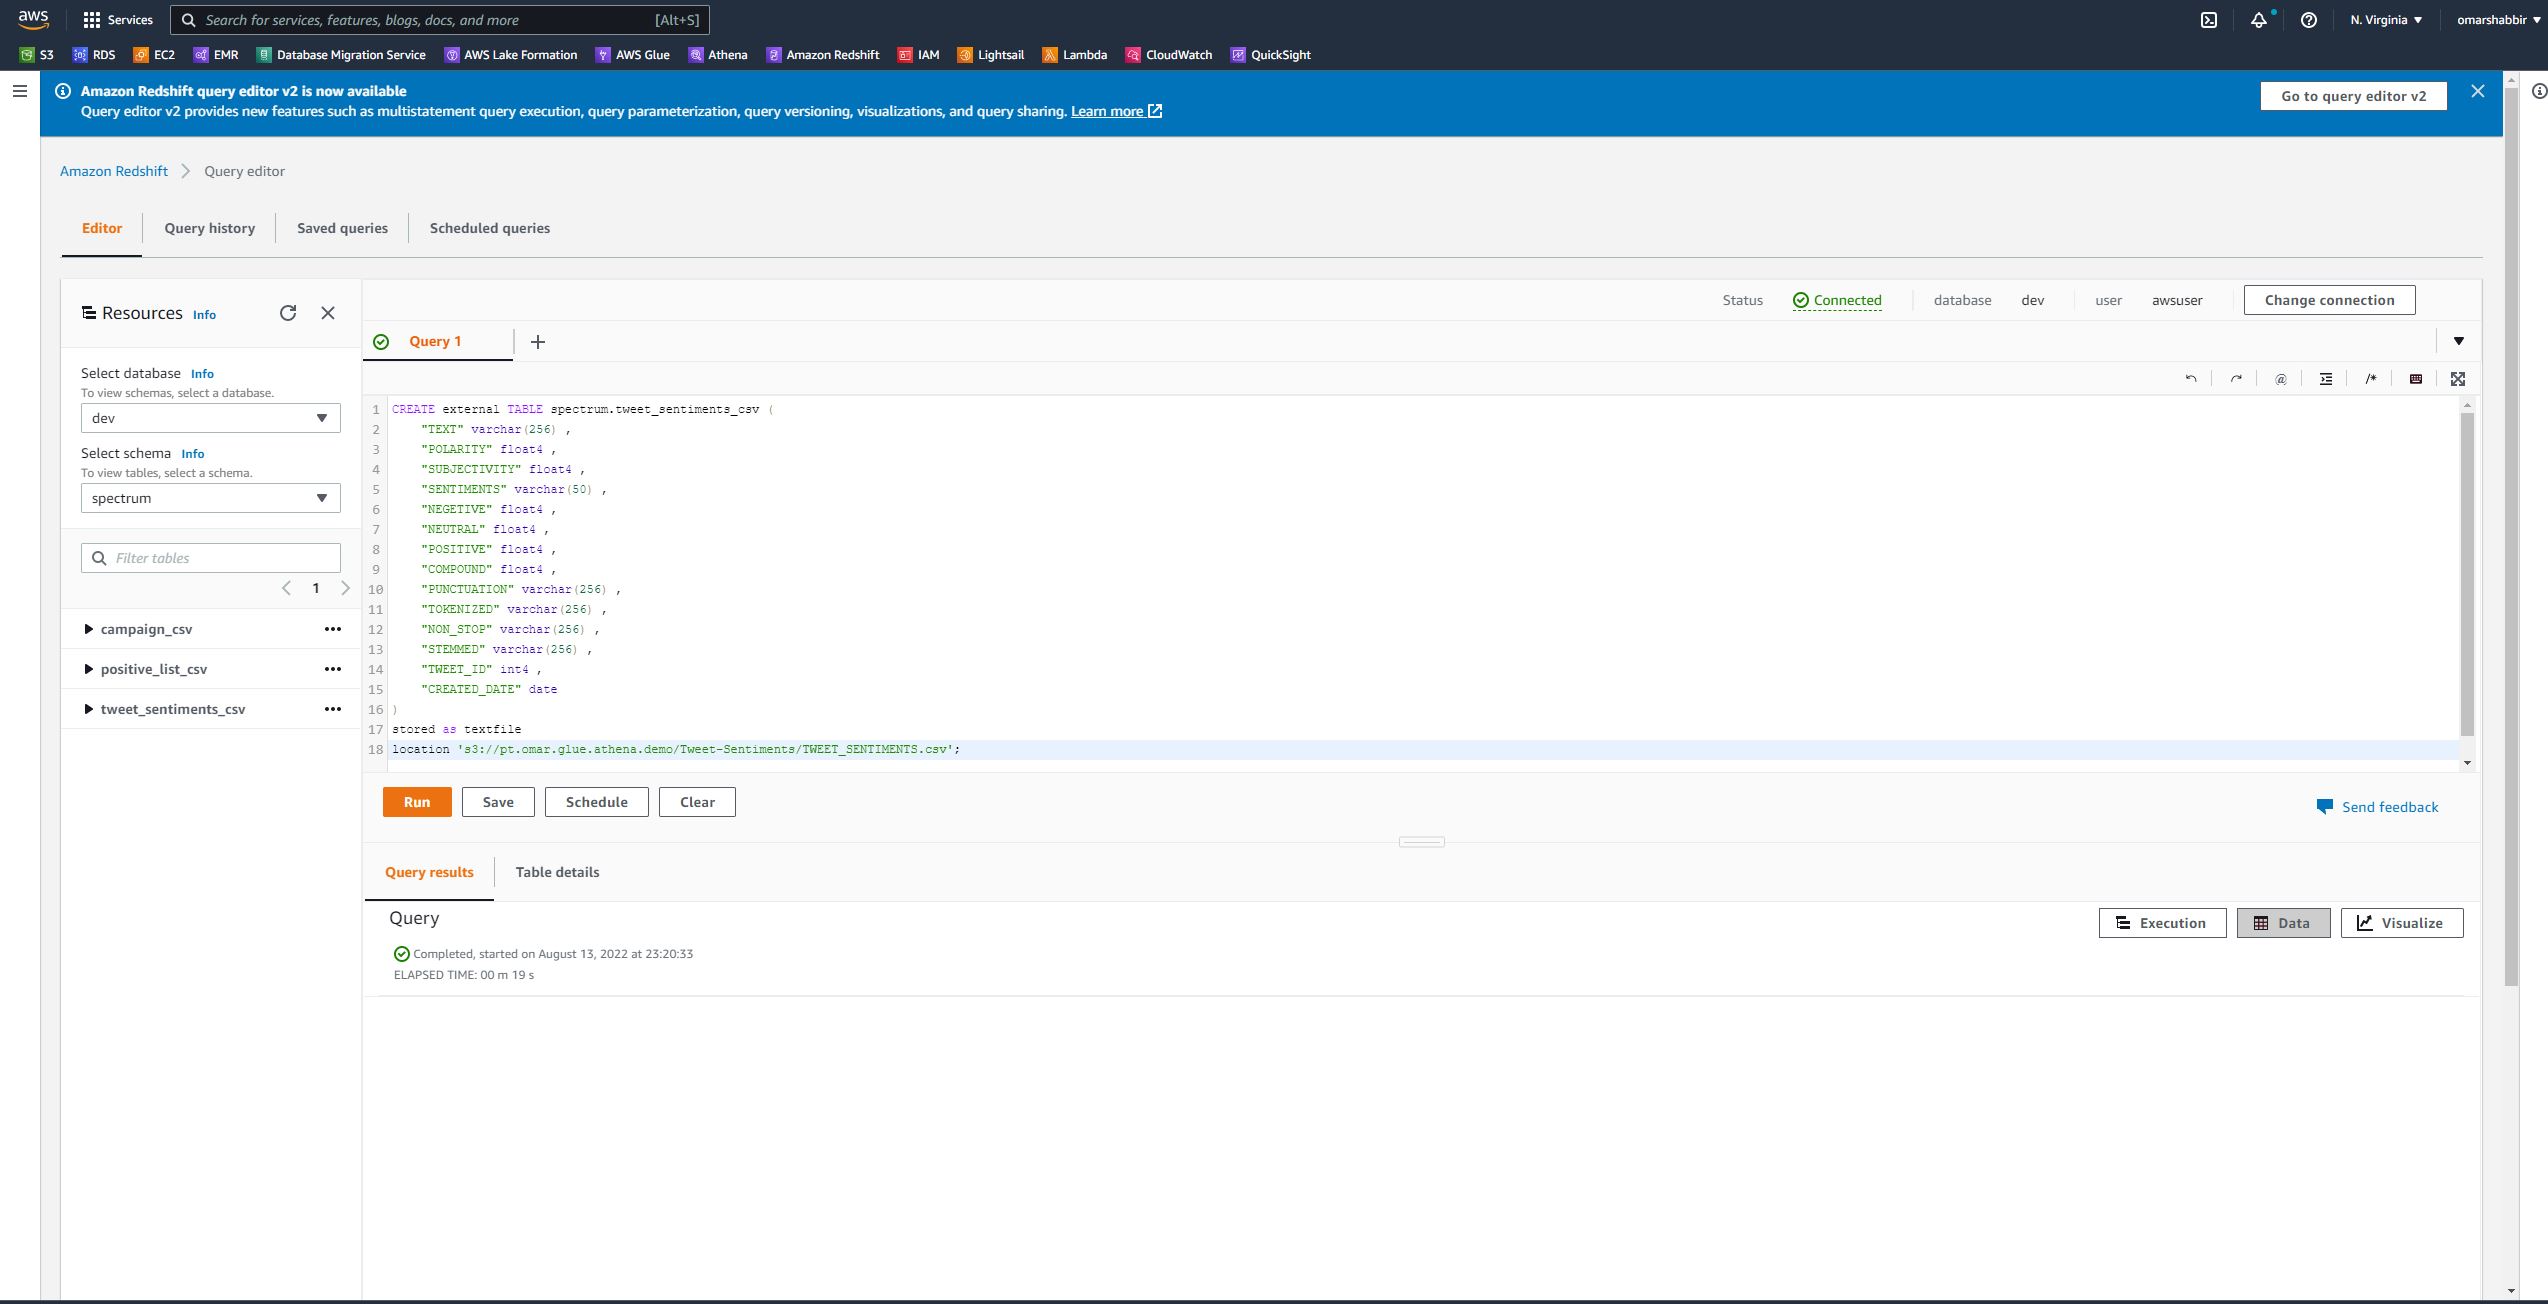 aws Services Search for services, features, blogs, docs, and more [Alt+S] N. Virginia omarshabbir
S3 RDS EC2 EMR Database Migration Service AWS Lake Formation AWS Glue Athena Amazon Redshift IAM Lightsail Lambda CloudWatch QuickSight
Amazon Redshift query editor v2 is now available
Query editor v2 provides new features such as multistatement query execution, query parameterization, query versioning, visualizations, and query sharing. Learn more
Go to query editor v2
Amazon Redshift > Query editor
Editor Query history Saved queries Scheduled queries
Resources Info
Select database Info
To view schemas, select a database.
dev
Select schema Info
To view tables, select a schema.
spectrum
Filter tables
1
campaign_csv
positive_list_csv
tweet_sentiments_csv
Status Connected database dev user awsuser Change connection
Query 1
@ /*
1 CREATE external TABLE spectrum.tweet_sentiments_csv (
2 "TEXT" varchar(256) ,
3 "POLARITY" float4 ,
4 "SUBJECTIVITY" float4 ,
5 "SENTIMENTS" varchar(50) ,
6 "NEGETIVE" float4 ,
7 "NEUTRAL" float4 ,
8 "POSITIVE" float4 ,
9 "COMPOUND" float4 ,
10 "PUNCTUATION" varchar(256) ,
11 "TOKENIZED" varchar(256) ,
12 "NON_STOP" varchar(256) ,
13 "STEMMED" varchar(256) ,
14 "TWEET_ID" int4 ,
15 "CREATED_DATE" date
16 )
17 stored as textfile
18 location 's3://pt.omar.glue.athena.demo/Tweet-Sentiments/TWEET_SENTIMENTS.csv';
Run Save Schedule Clear
Send feedback
Query results Table details
Query
Execution Data Visualize
Completed, started on August 13, 2022 at 23:20:33
ELAPSED TIME: 00 m 19 s